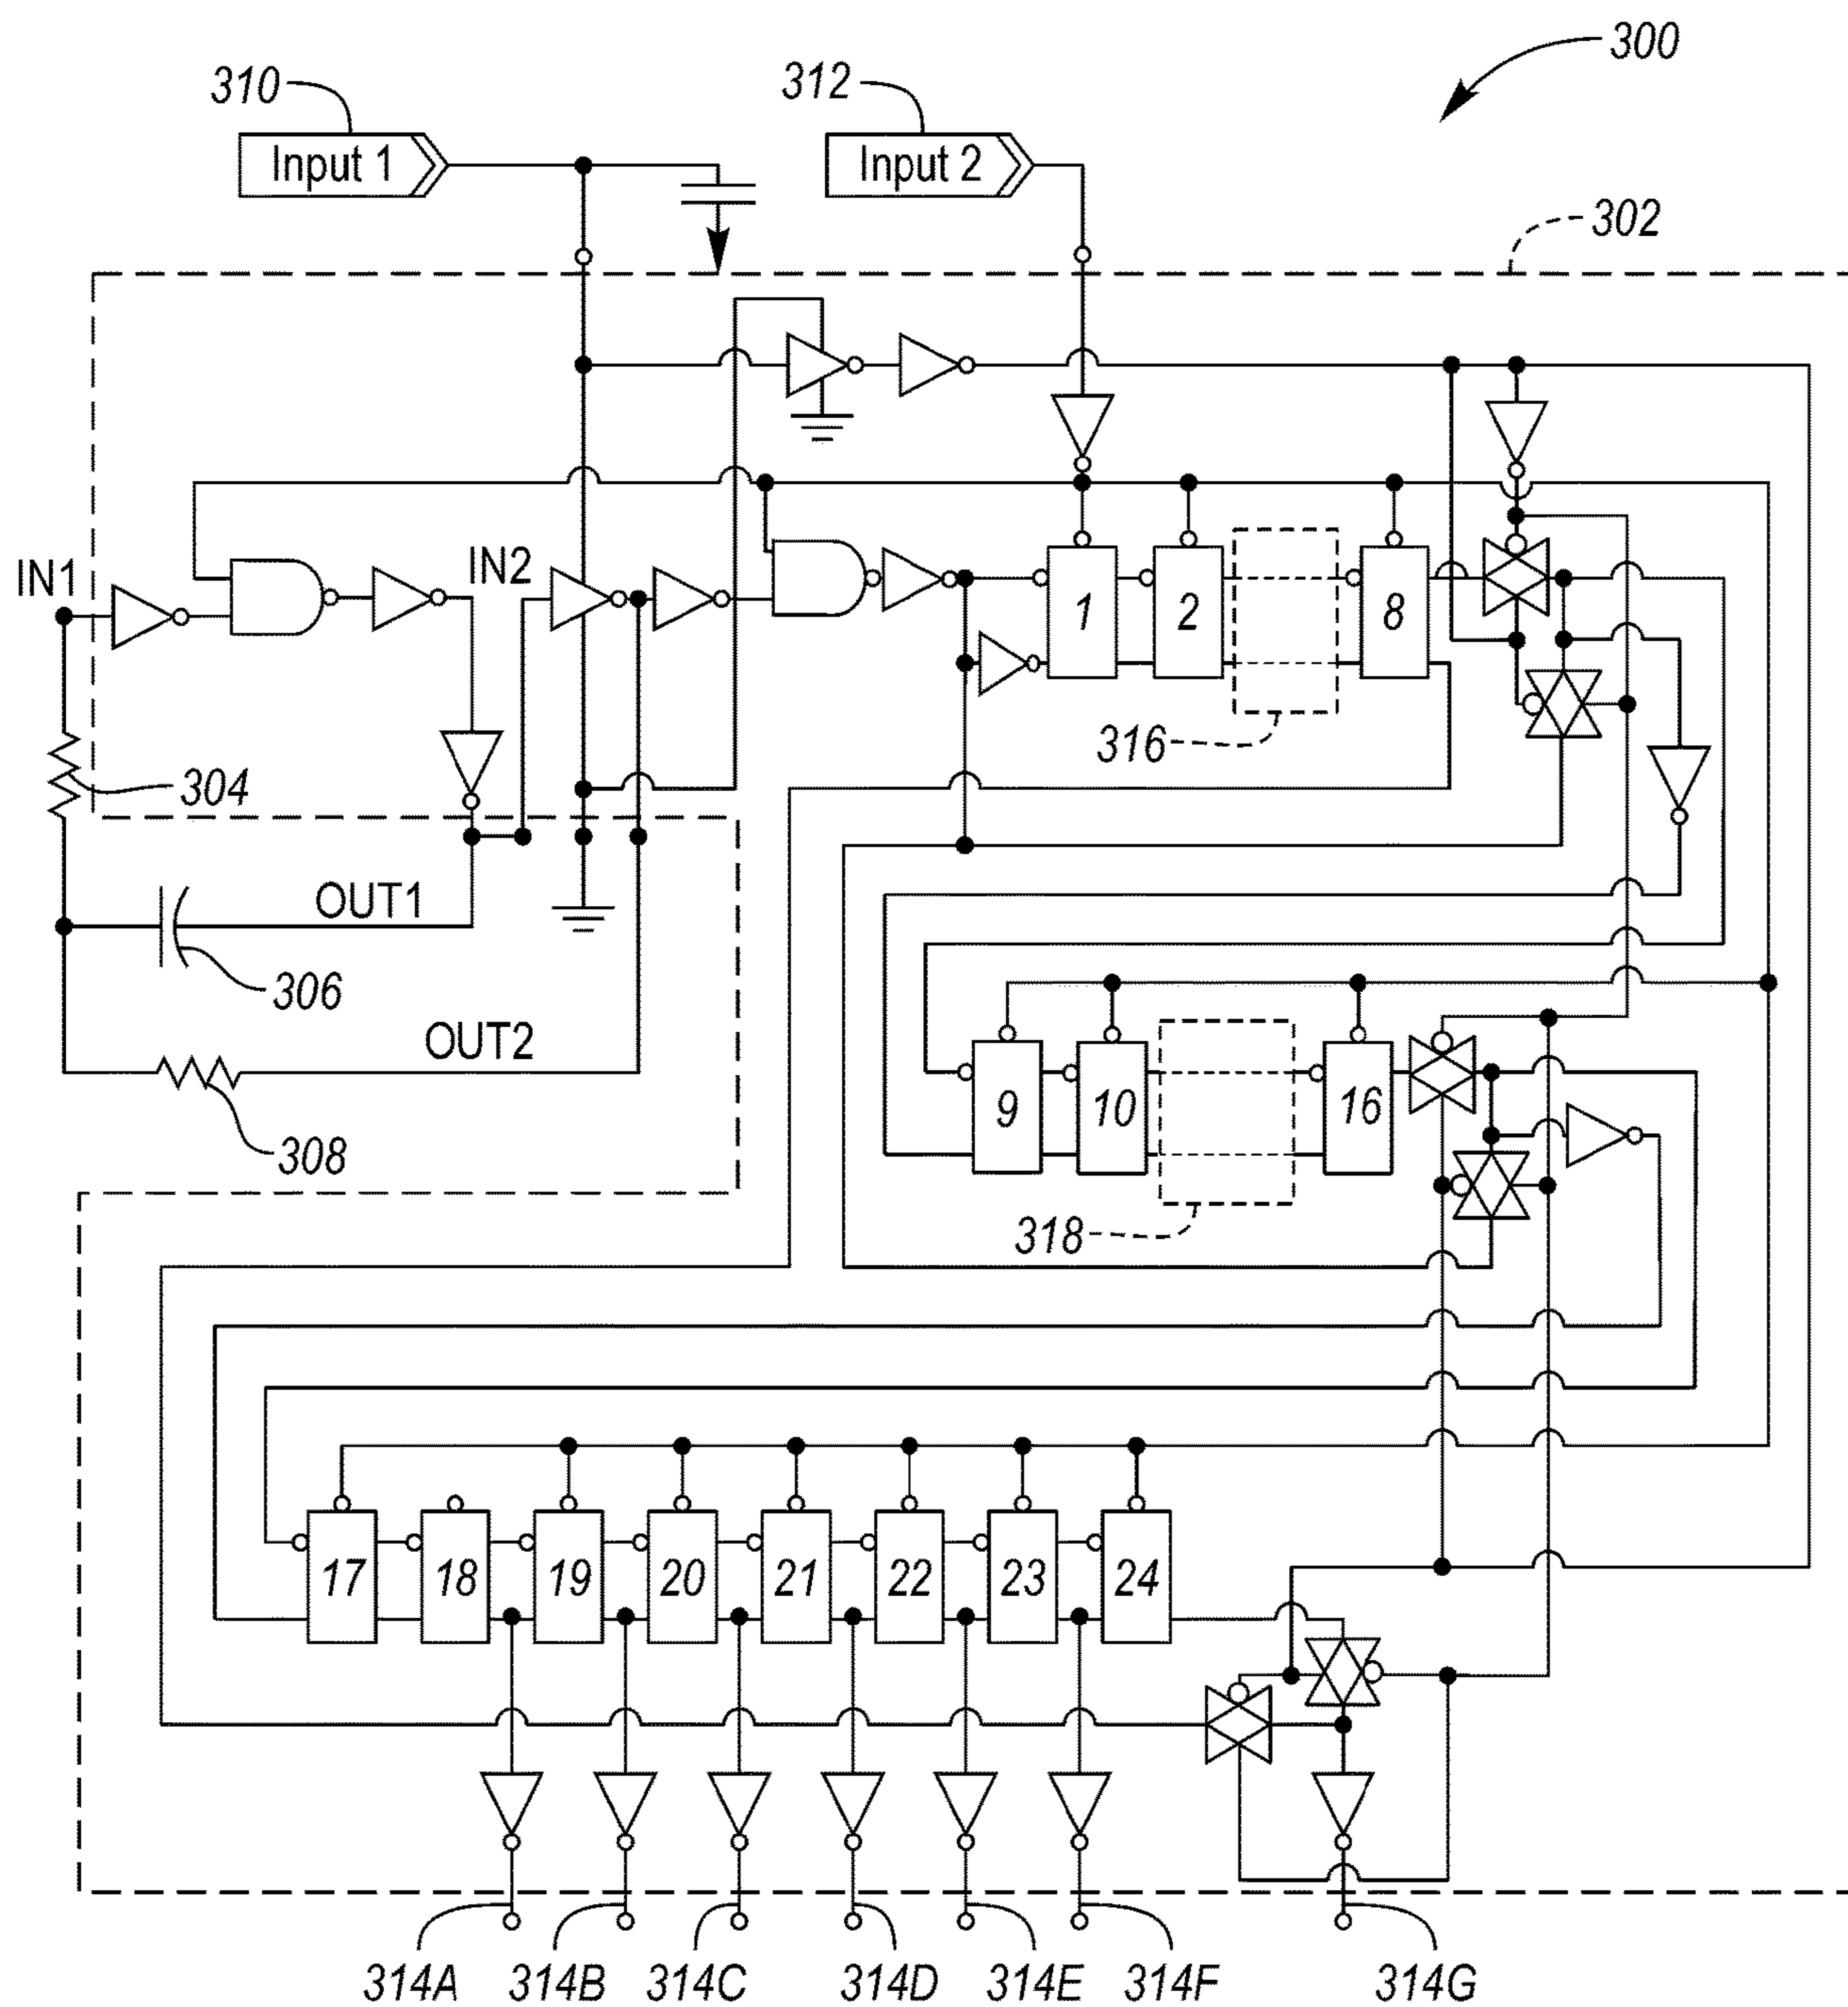 300
310
312
Input 1
Input 2
302
IN1
IN2
1
2
8
316
304
OUT1
306
OUT2
308
9
10
16
318
17
18
19
20
21
22
23
24
314A
314B
314C
314D
314E
314F
314G